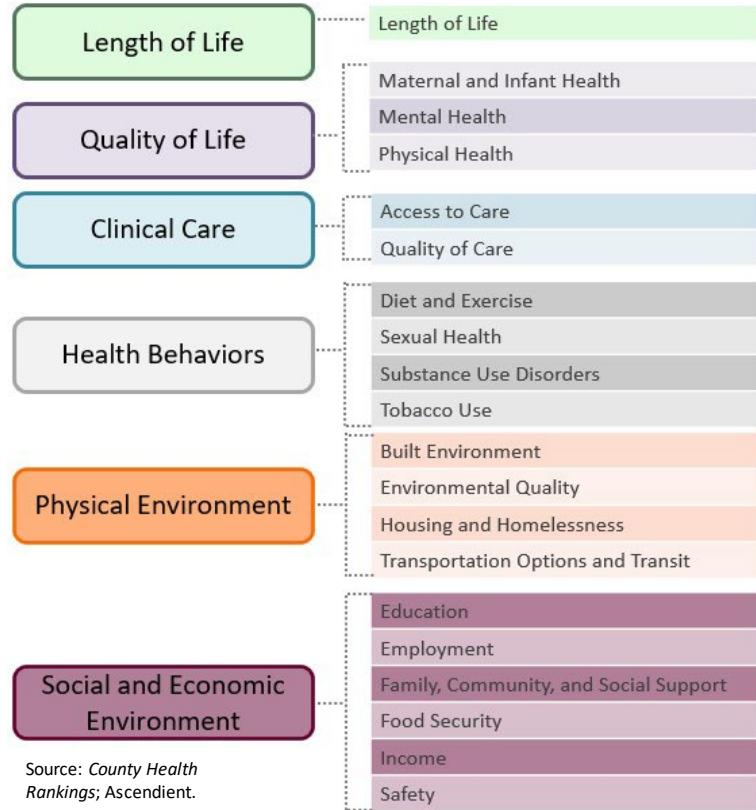 Length of Life
Length of Life
Quality of Life
Maternal and Infant Health
Mental Health
Physical Health
Clinical Care
Access to Care
Quality of Care
Health Behaviors
Diet and Exercise
Sexual Health
Substance Use Disorders
Tobacco Use
Physical Environment
Built Environment
Environmental Quality
Housing and Homelessness
Transportation Options and Transit
Social and Economic
Environment
Education
Employment
Family, Community, and Social Support
Food Security
Income
Safety
Source: County Health
Rankings; Ascendient.